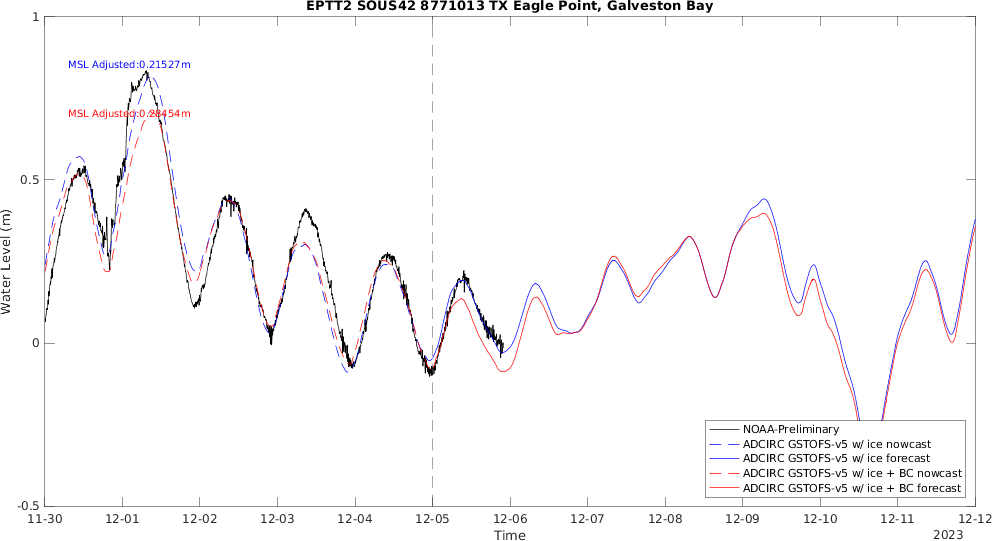 EPTT2 SOUS42 8771013 TX Eagle Point, Galveston Bay
1
0.5
0
-0.5
Water Level (m)
MSL Adjusted:0.21527m
MSL Adjusted:0.28454m
NOAA-Preliminary
ADCIRC GSTOFS-v5 w/ ice nowcast
ADCIRC GSTOFS-v5 w/ ice forecast
ADCIRC GSTOFS-v5 w/ ice + BC nowcast
ADCIRC GSTOFS-v5 w/ ice + BC forecast
11-30 12-01 12-02 12-03 12-04 12-05 12-06 12-07 12-08 12-09 12-10 12-11 12-12
Time
2023